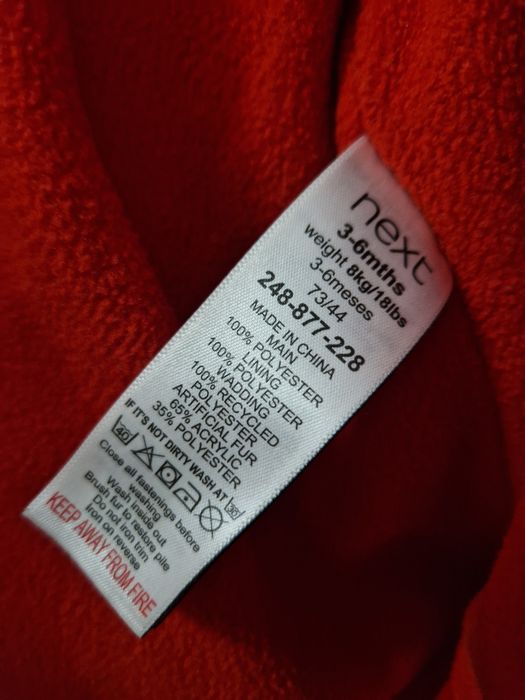 next
3-6mths
weight 8kg/18lbs
3-6meses
73/44
248-877-228
MADE IN CHINA
MAIN
100% POLYESTER
LINING
100% POLYESTER
WADDING
100% RECYCLED
POLYESTER
ARTIFICIAL FUR
65% ACRYLIC
35% POLYESTER
IF IT'S NOT DIRTY WASH AT 30
40
Close all fastenings before
washing
Wash inside out
Brush fur to restore pile
Do not iron trim
Iron on reverse
KEEP AWAY FROM FIRE